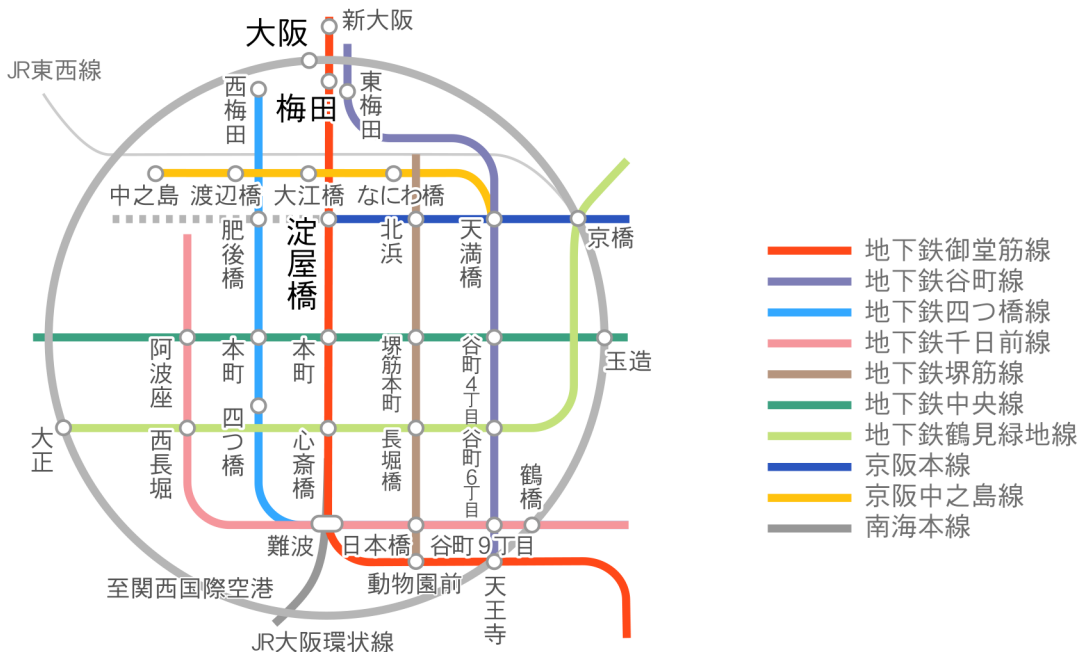 新大阪
大阪
JR東西線
西梅田
梅田
東梅田
中之島
渡辺橋
大江橋
なにわ橋
肥後橋
淀屋橋
北浜
天満橋
京橋
阿波座
本町
本町
堺筋本町
谷町4丁目
玉造
大正
西長堀
四つ橋
心斎橋
長堀橋
谷町6丁目
鶴橋
難波
日本橋
谷町9丁目
至関西国際空港
動物園前
天王寺
JR大阪環状線
地下鉄御堂筋線
地下鉄谷町線
地下鉄四つ橋線
地下鉄千日前線
地下鉄堺筋線
地下鉄中央線
地下鉄鶴見緑地線
京阪本線
京阪中之島線
南海本線